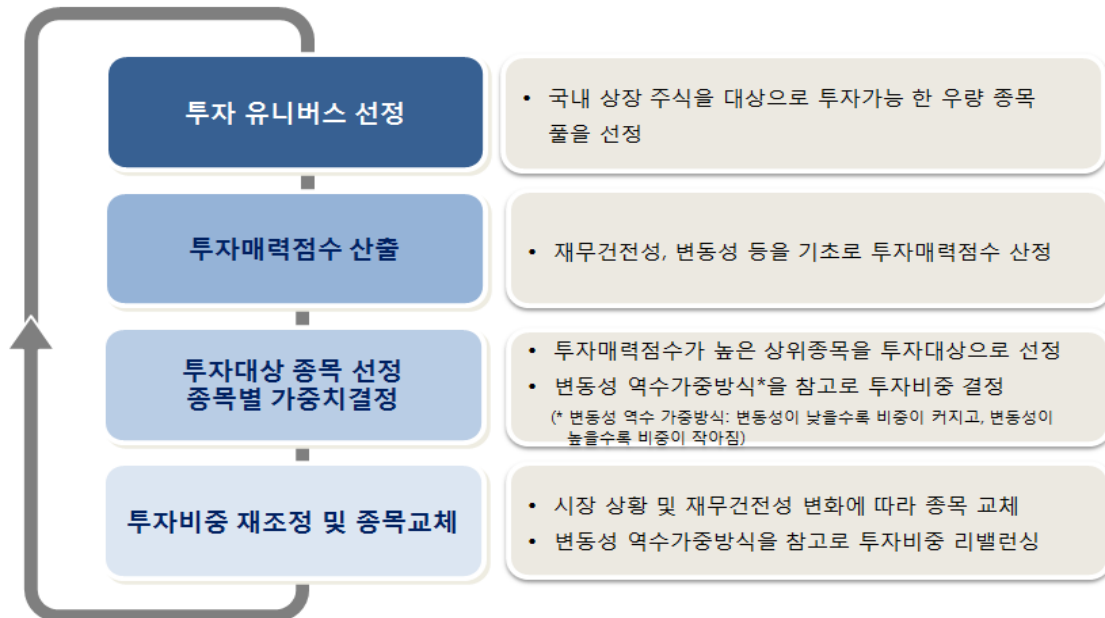 투자 유니버스 선정
• 국내 상장 주식을 대상으로 투자가능 한 우량 종목
풀을 선정
투자매력점수 산출
• 재무건전성, 변동성 등을 기초로 투자매력점수 산정
투자대상 종목 선정
종목별 가중치결정
• 투자매력점수가 높은 상위종목을 투자대상으로 선정
• 변동성 역수가중방식*을 참고로 투자비중 결정
(* 변동성 역수 가중방식: 변동성이 낮을수록 비중이 커지고, 변동성이
높을수록 비중이 작아짐)
투자비중 재조정 및 종목교체
• 시장 상황 및 재무건전성 변화에 따라 종목 교체
• 변동성 역수가중방식을 참고로 투자비중 리밸런싱